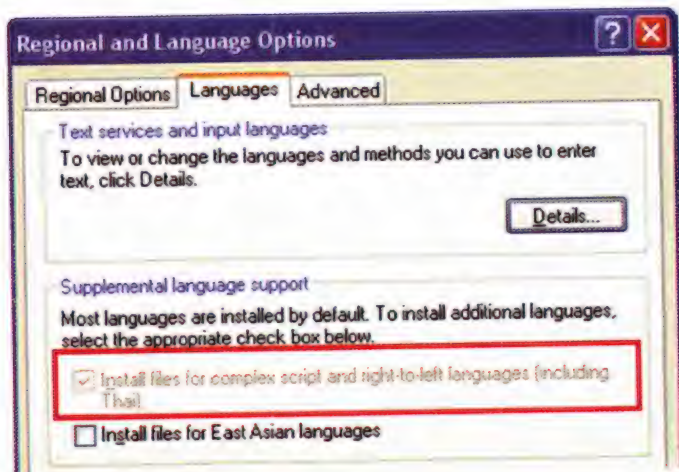 Regional and Language Options
Regional Options Languages Advanced
Text services and input languages
To view or change the languages and methods you can use to enter
text, click Details.
Details...
Supplemental language support
Most languages are installed by default. To install additional languages,
select the appropriate check box below.
Install files for complex script and right-to-left languages (including
Thai)
Install files for East Asian languages